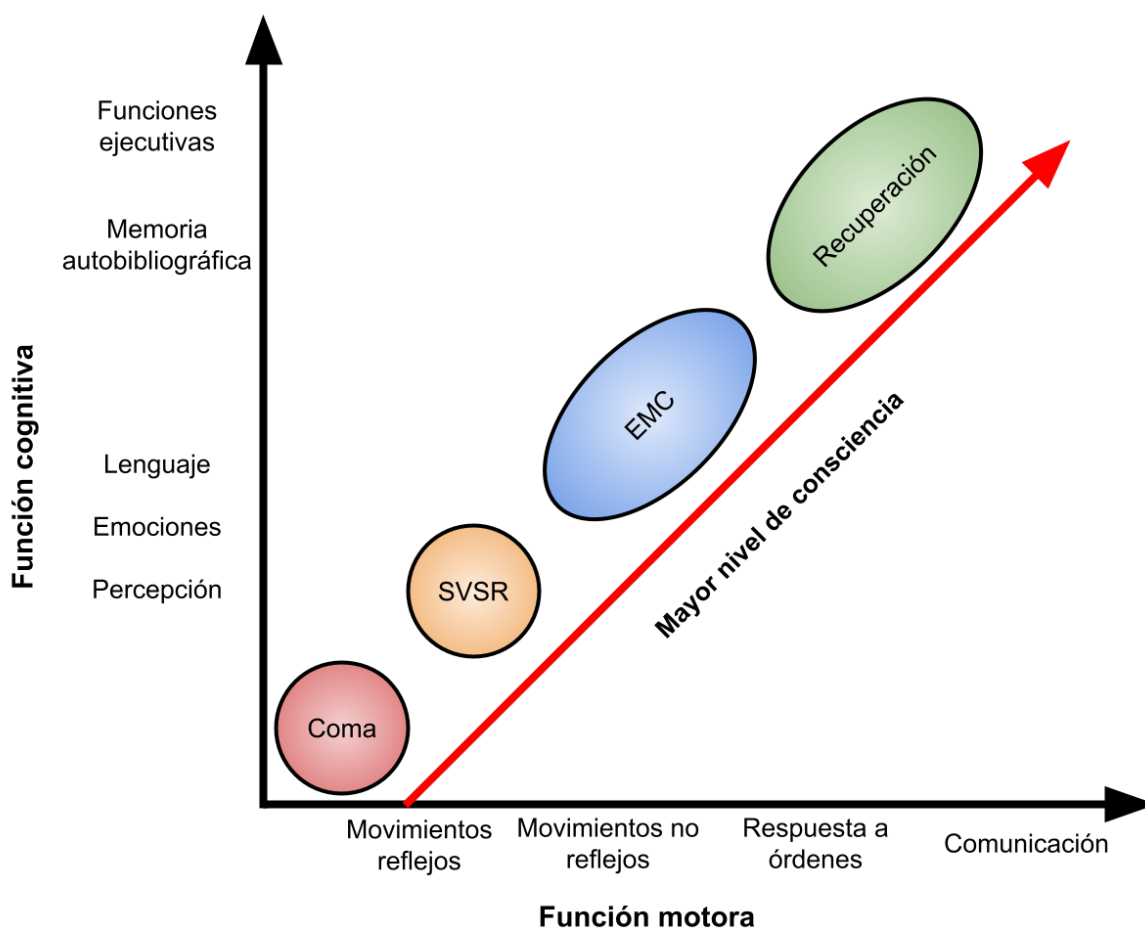 Funciones
ejecutivas
Memoria
autobibliográfica
Función cognitiva
Lenguaje
Emociones
Percepción
Recuperación
EMC
SVSR
Coma
Mayor nivel de consciencia
Movimientos
reflejos
Movimientos no
reflejos
Respuesta a
órdenes
Comunicación
Función motora